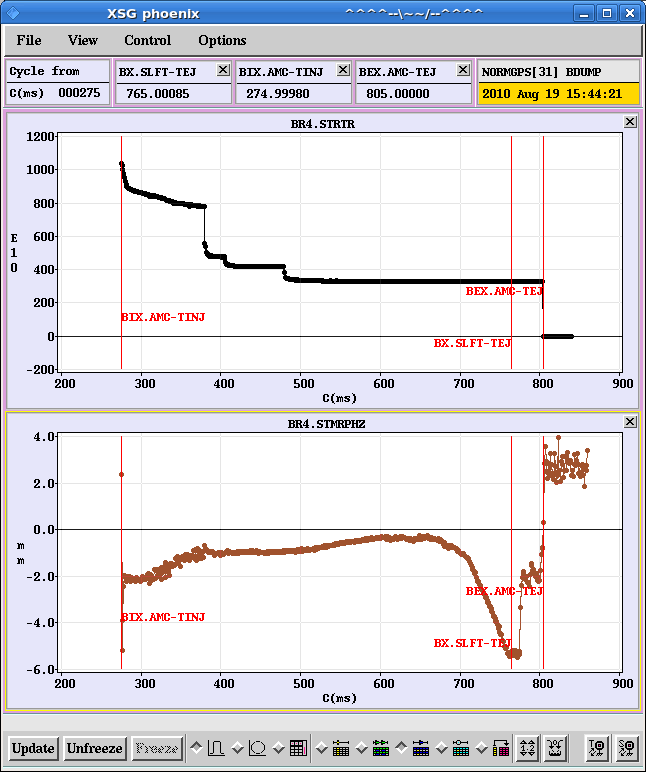 XSG phoenix ^^^^--\~~/--^^^^
File View Control Options
Cycle from
C(ms) 000275
BX.SLFT-TEJ
765.00085
BIX.AMC-TINJ
274.99980
BEX.AMC-TEJ
805.00000
NORMGPS[31] BDUMP
2010 Aug 19 15:44:21
BR4.STRTR
1200
1000
800
600
400
200
0
-200
E
1
0
BEX.AMC-TEJ
BIX.AMC-TINJ
BX.SLFT-TEJ
200 300 400 500 600 700 800 900
C(ms)
BR4.STMRPHZ
4.0
2.0
0.0
-2.0
-4.0
-6.0
m
m
BEX.AMC-TEJ
BIX.AMC-TINJ
BX.SLFT-TEJ
200 300 400 500 600 700 800 900
C(ms)
Update Unfreeze Freeze